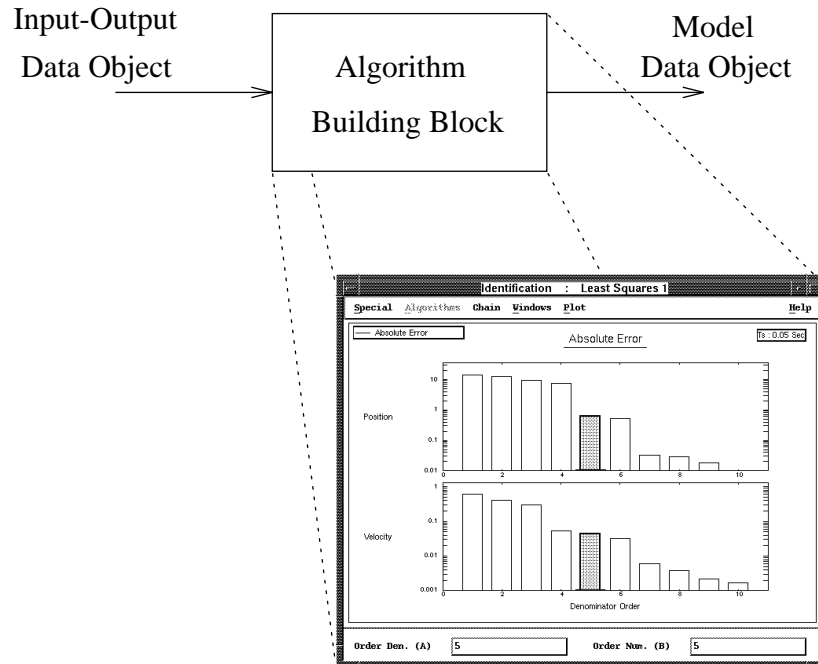 Input-Output
Data Object
Algorithm
Building Block
Model
Data Object
Identification : Least Squares 1
Special Algorithms Chain Windows Plot Help
Absolute Error
Absolute Error
Ts : 0.05 Sec
Position
10
1
0.1
0.01
0 2 4 6 8 10
Velocity
1
0.1
0.01
0.001
0 2 4 6 8 10
Denominator Order
Order Den. (A) 5 Order Num. (B) 5